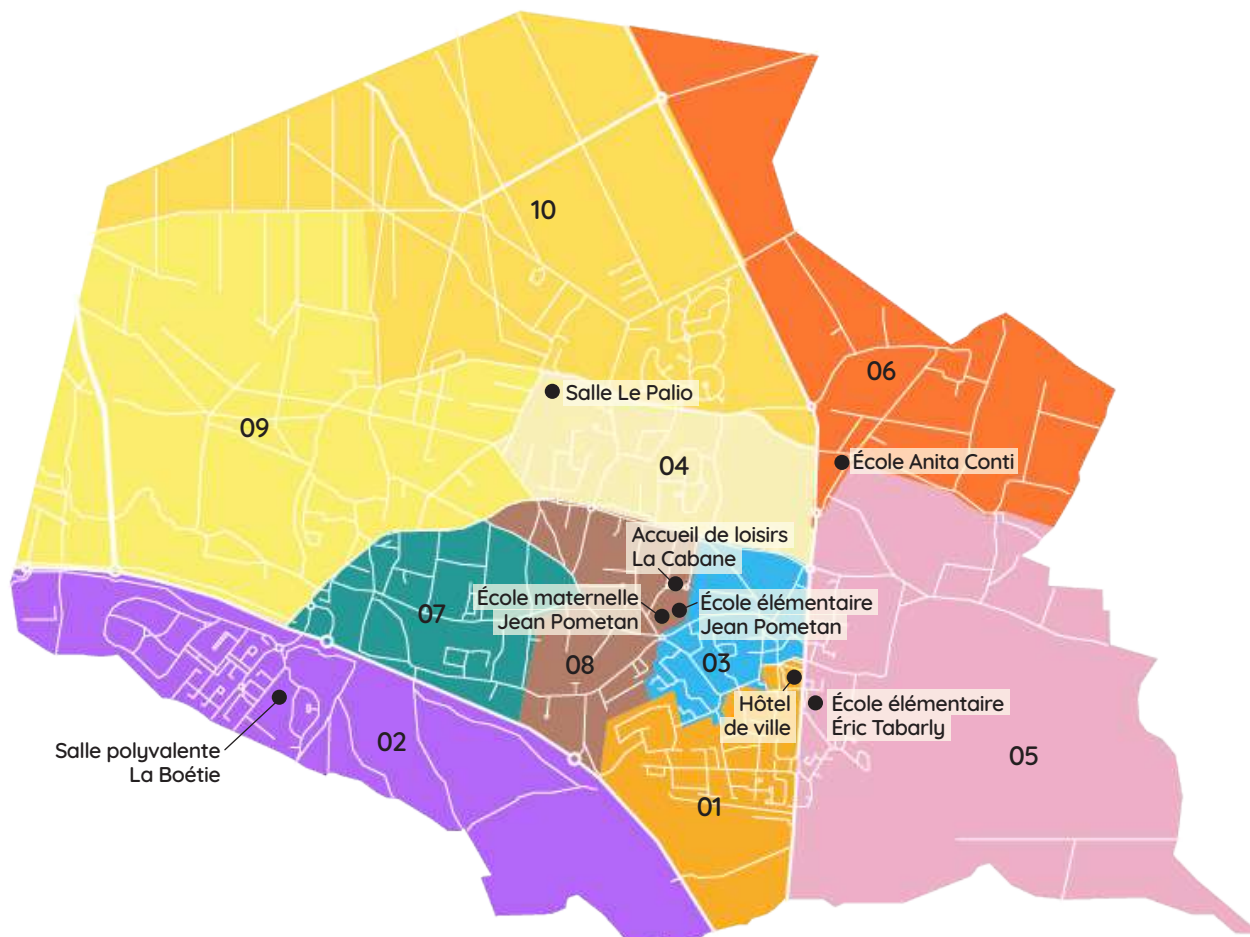 10
06
Salle Le Palio
09
04
École Anita Conti
Accueil de loisirs
La Cabane
École maternelle
Jean Pometan
École élémentaire
Jean Pometan
07
08
03
Hôtel
de ville
École élémentaire
Éric Tabarly
Salle polyvalente
La Boétie
02
05
01